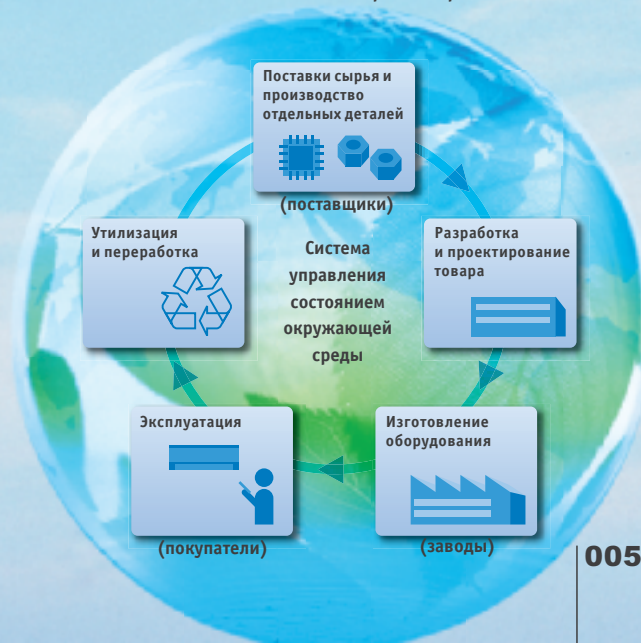 Поставки сырья и
производство
отдельных деталей
(поставщики)
Разработка
и проектирование
товара
Изготовление
оборудования
(заводы)
Эксплуатация
(покупатели)
Утилизация
и переработка
Система
управления
состоянием
окружающей
среды
005